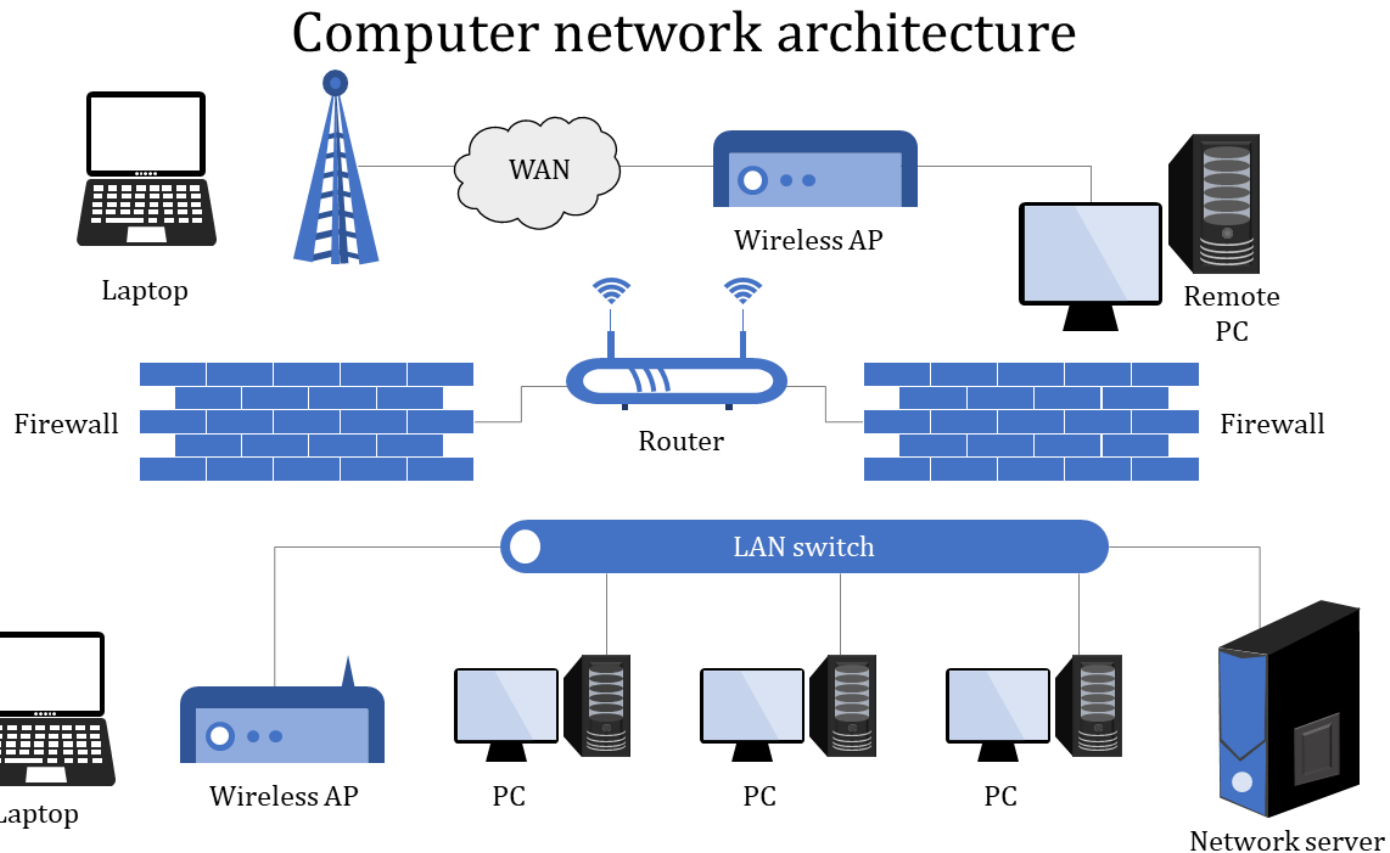 Computer network architecture
WAN
Wireless AP
Laptop
Remote
PC
Firewall
Router
Firewall
LAN switch
Laptop
Wireless AP
PC
PC
PC
Network server